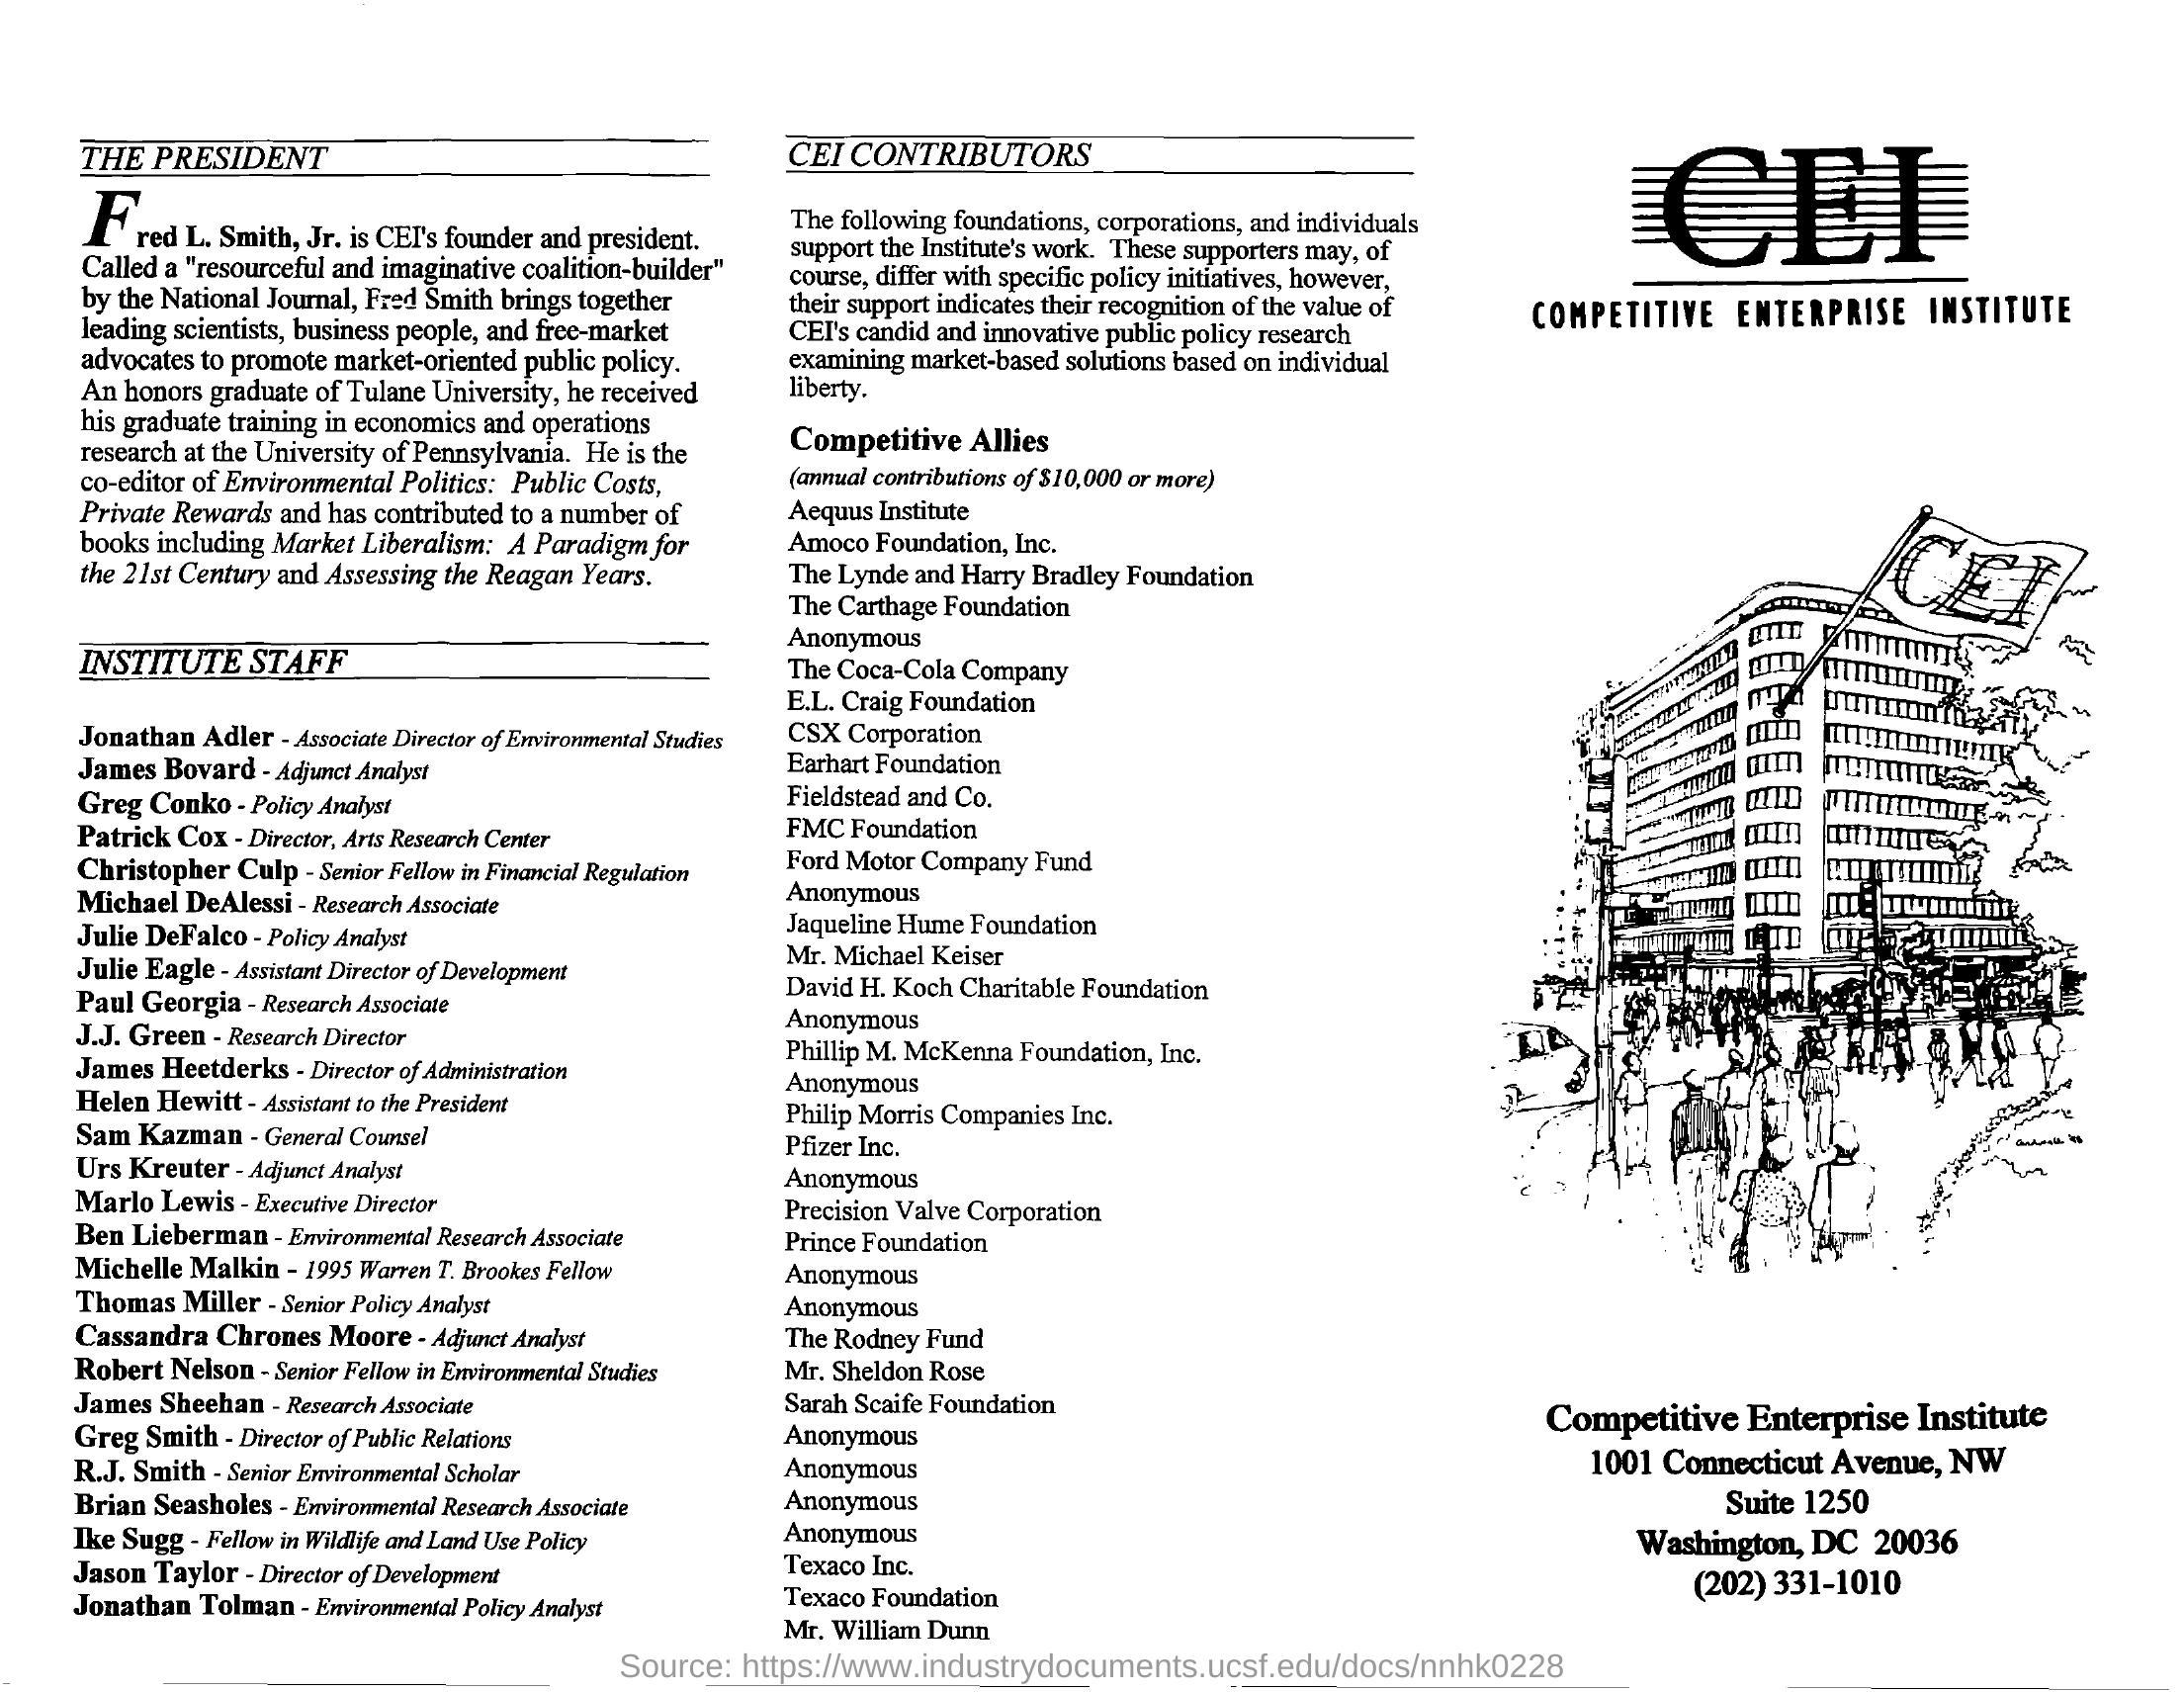 THE PRESIDENT
Fred L. Smith, Jr. is CEI's founder and president.
Called a "resourceful and imaginative coalition-builder"
by the National Journal, Fred Smith brings together
leading scientists, business people, and free-market
advocates to promote market-oriented public policy.
An honors graduate of Tulane University, he received
his graduate training in economics and operations
research at the University of Pennsylvania. He is the
co-editor of Environmental Politics: Public Costs,
Private Rewards and has contributed to a number of
books including Market Liberalism: A Paradigm for
the 21st Century and Assessing the Reagan Years.
INSTITUTE STAFF
Jonathan Adler - Associate Director of Environmental Studies
James Bovard - Adjunct Analyst
Greg Conko - Policy Analyst
Patrick Cox - Director, Arts Research Center
Christopher Culp - Senior Fellow in Financial Regulation
Michael DeAlessi - Research Associate
Julie DeFalco - Policy Analyst
Julie Eagle - Assistant Director of Development
Paul Georgia - Research Associate
J.J. Green - Research Director
James Heetderks - Director of Administration
Helen Hewitt - Assistant to the President
Sam Kazman - General Counsel
Urs Kreuter - Adjunct Analyst
Marlo Lewis - Executive Director
Ben Lieberman - Environmental Research Associate
Michelle Malkin - 1995 Warren T. Brookes Fellow
Thomas Miller - Senior Policy Analyst
Cassandra Chrones Moore - Adjunct Analyst
Robert Nelson - Senior Fellow in Environmental Studies
James Sheehan - Research Associate
Greg Smith - Director of Public Relations
R.J. Smith - Senior Environmental Scholar
Brian Seasholes - Environmental Research Associate
Ike Sugg - Fellow in Wildlife and Land Use Policy
Jason Taylor - Director of Development
Jonathan Tolman - Environmental Policy Analyst
CEI CONTRIBUTORS
The following foundations, corporations, and individuals
support the Institute's work. These supporters may, of
course, differ with specific policy initiatives, however,
their support indicates their recognition of the value of
CEI's candid and innovative public policy research
examining market-based solutions based on individual
liberty.
Competitive Allies
(annual contributions of $10,000 or more)
Aequus Institute
Amoco Foundation, Inc.
The Lynde and Harry Bradley Foundation
The Carthage Foundation
Anonymous
The Coca-Cola Company
E.L. Craig Foundation
CSX Corporation
Earhart Foundation
Fieldstead and Co.
FMC Foundation
Ford Motor Company Fund
Anonymous
Jaqueline Hume Foundation
Mr. Michael Keiser
David H. Koch Charitable Foundation
Anonymous
Phillip M. McKenna Foundation, Inc.
Anonymous
Philip Morris Companies Inc.
Pfizer Inc.
Anonymous
Precision Valve Corporation
Prince Foundation
Anonymous
Anonymous
The Rodney Fund
Mr. Sheldon Rose
Sarah Scaife Foundation
Anonymous
Anonymous
Anonymous
Anonymous
Texaco Inc.
Texaco Foundation
Mr. William Dunn
CEI
COMPETITIVE ENTERPRISE INSTITUTE
CEI
Competitive Enterprise Institute
1001 Connecticut Avenue, NW
Suite 1250
Washington, DC 20036
(202) 331-1010
Source: https://www.industrydocuments.ucsf.edu/docs/nnhk0228